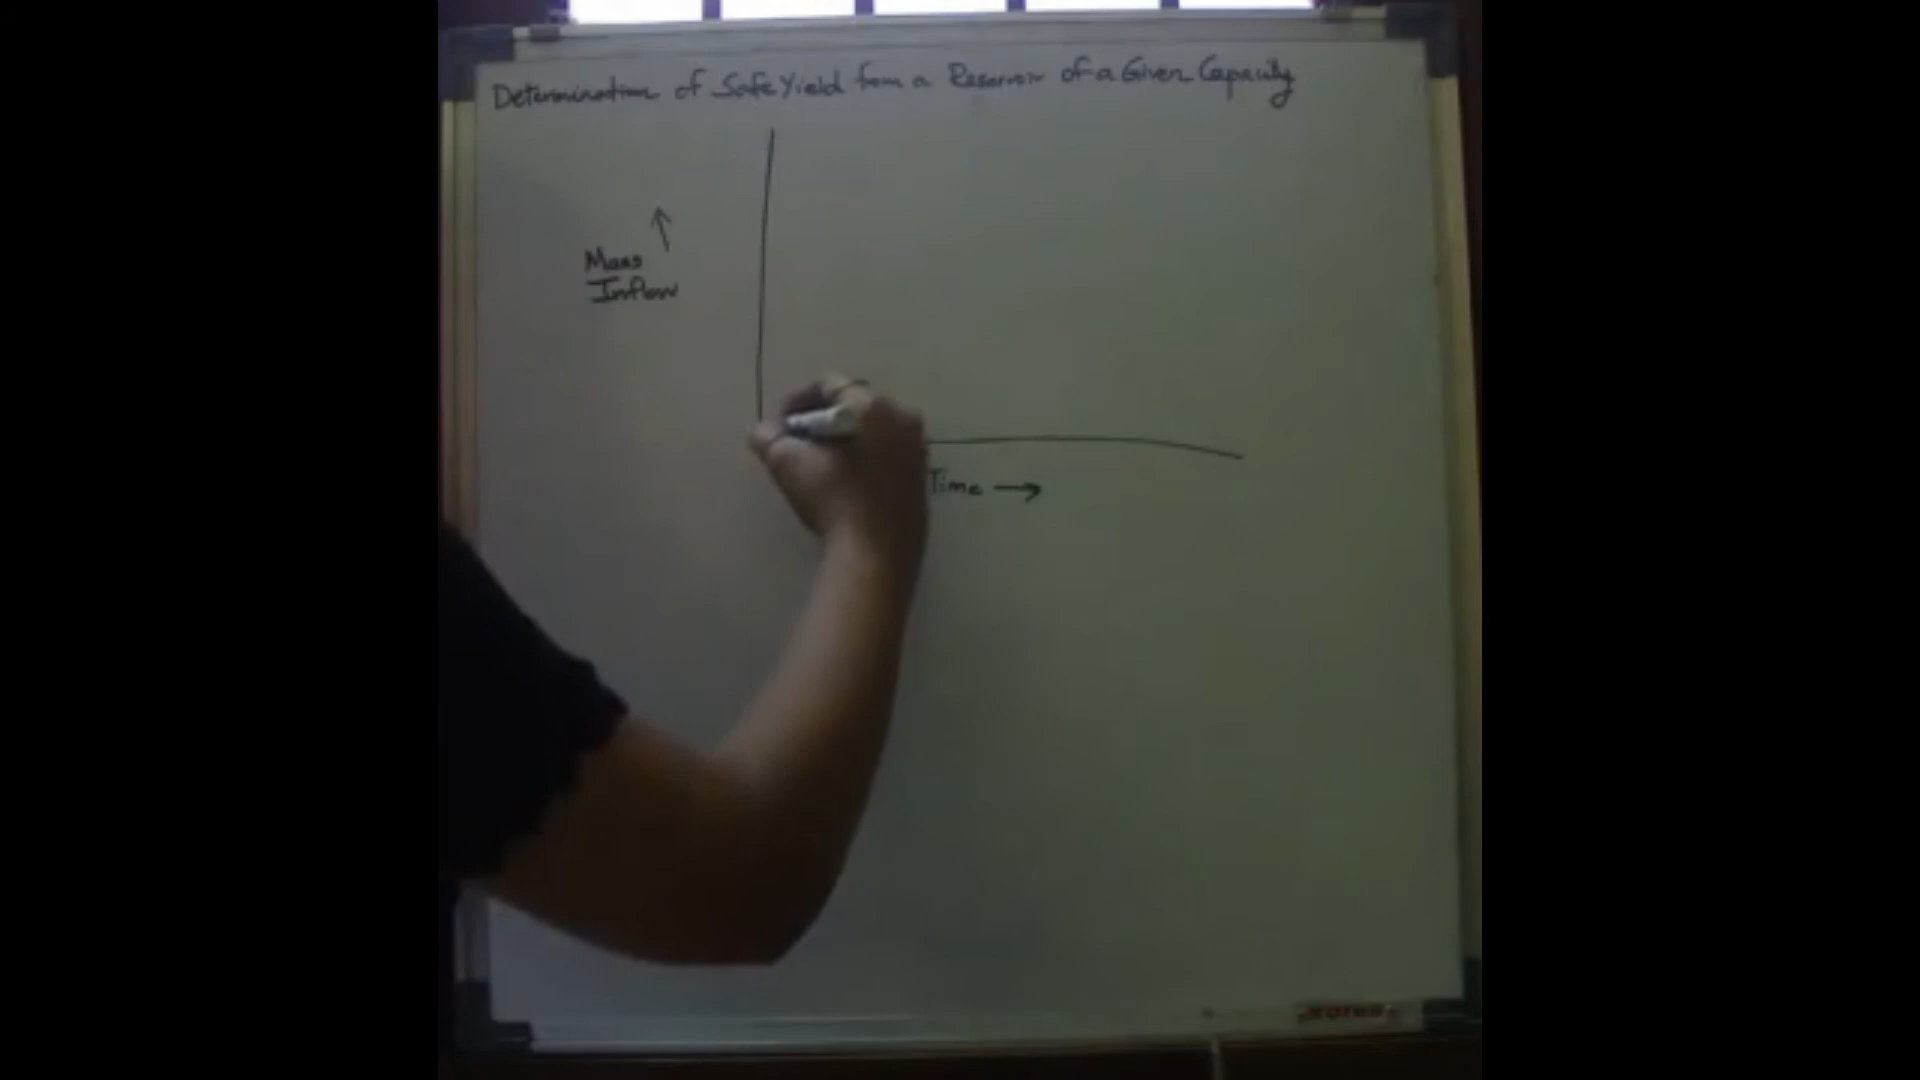 Determination of Safe Yield from a Reservoir of a Given Capacity
Mass
Inflow
Time